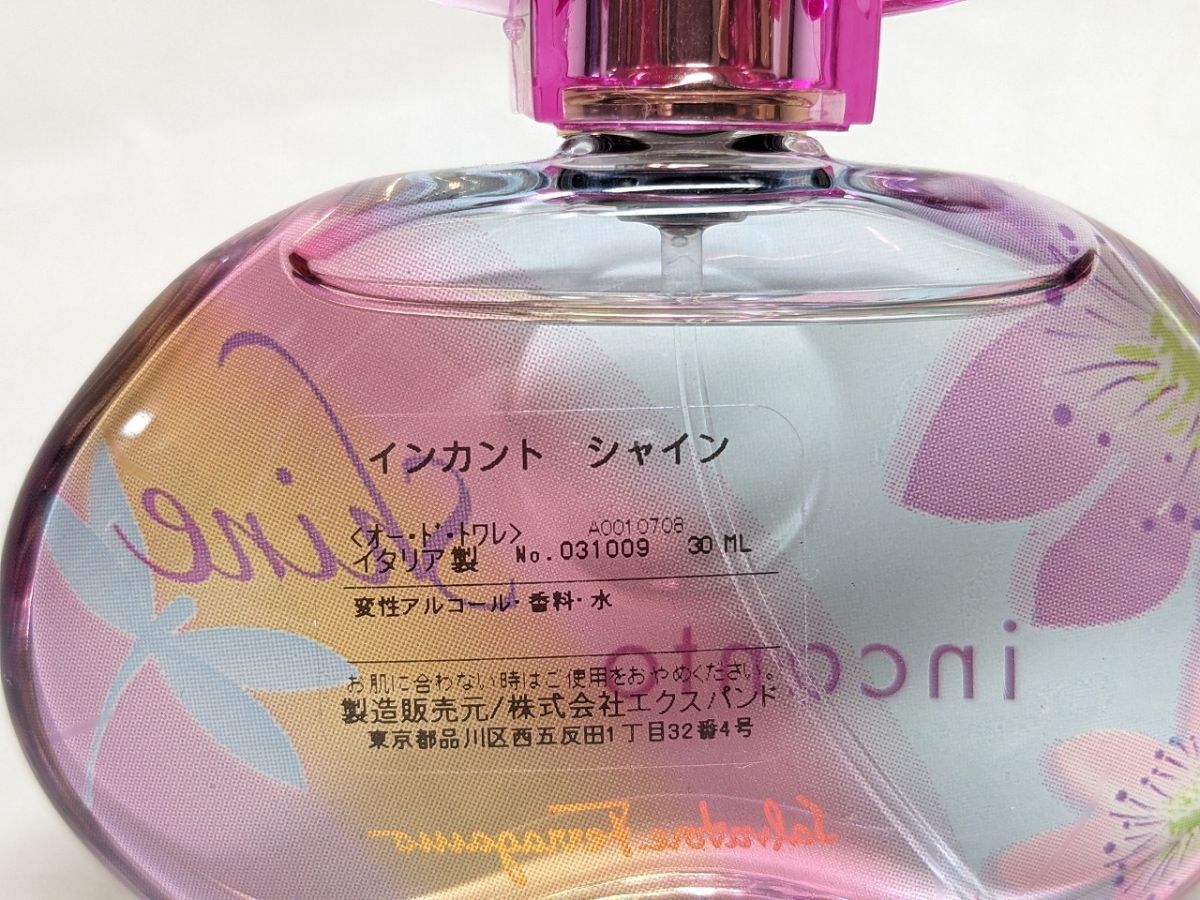 インカント シャイン
Shine
<オー・ド・トワレ> A0010708
イタリア製 No.031009 30 ML
変性アルコール・香料・水
incanto
お肌に合わない時はご使用をおやめください。
製造販売元/株式会社エクスパンド
東京都品川区西五反田1丁目32番4号
Salvatore Ferragamo